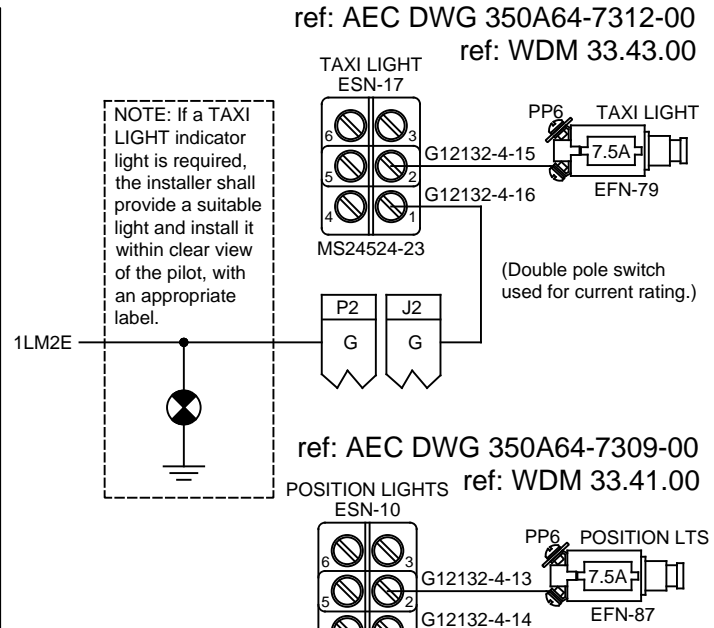 ref: AEC DWG 350A64-7312-00
ref: WDM 33.43.00
TAXI LIGHT
ESN-17
NOTE: If a TAXI
LIGHT indicator
light is required,
the installer shall
provide a suitable
light and install it
within clear view
of the pilot, with
an appropriate
label.
6
3
5
2
4
1
MS24524-23
G12132-4-15
G12132-4-16
PP6
TAXI LIGHT
7.5A
EFN-79
(Double pole switch
used for current rating.)
P2
J2
G
G
1LM2E
ref: AEC DWG 350A64-7309-00
ref: WDM 33.41.00
POSITION LIGHTS
ESN-10
6
3
5
2
G12132-4-13
G12132-4-14
PP6
POSITION LTS
7.5A
EFN-87